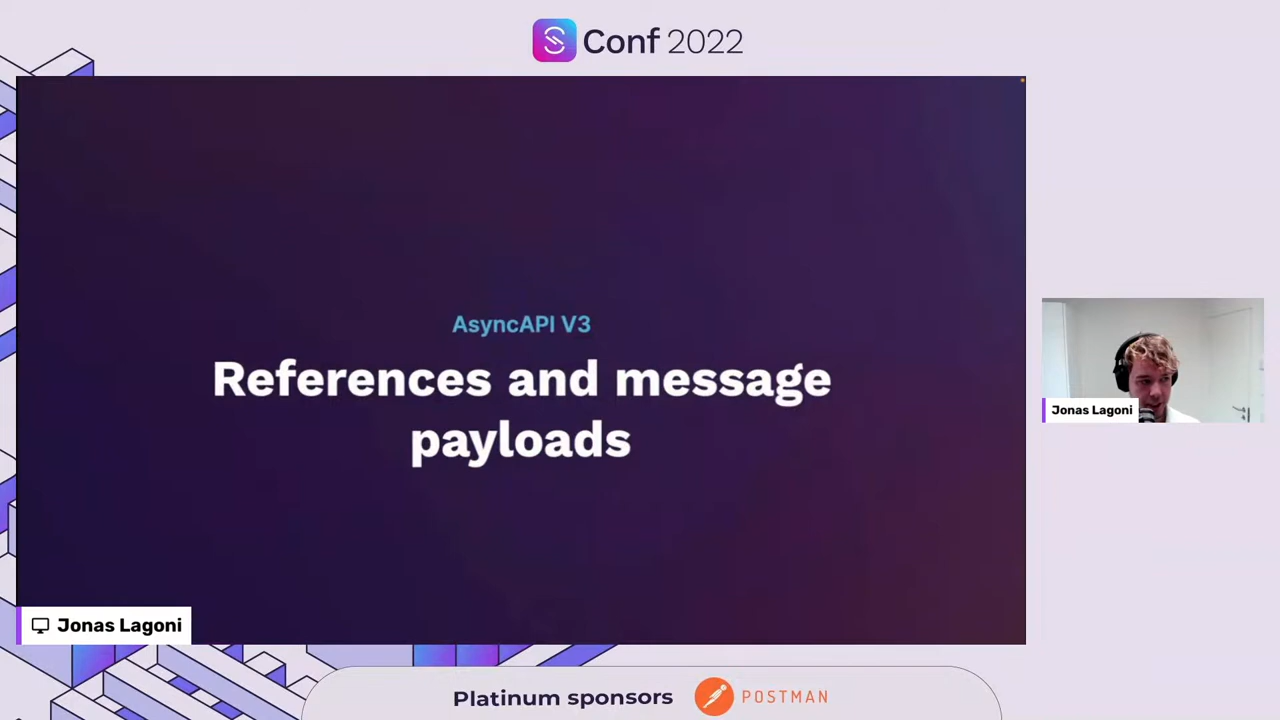 Conf 2022
AsyncAPI V3
References and message
payloads
Jonas Lagoni
Jonas Lagoni
Platinum sponsors
POSTMAN